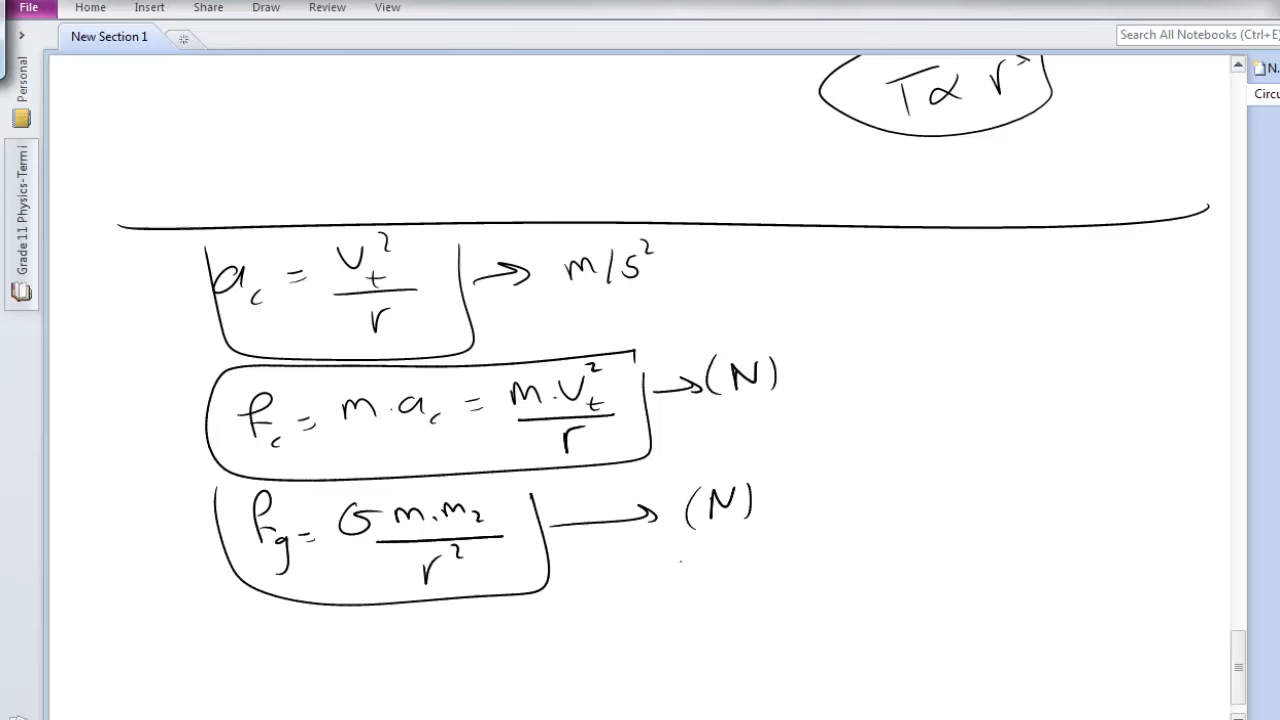 File Home Insert Share Draw Review View
New Section 1
Search All Notebooks (Ctrl+E)
Personal
Grade 11 Physics-Termi
N.
Circu
T ∝ r
a_c = v_t² / r → m/s²
F_c = m.a_c = m.v_t² / r → (N)
F_g = G m.m₂ / r² → (N)